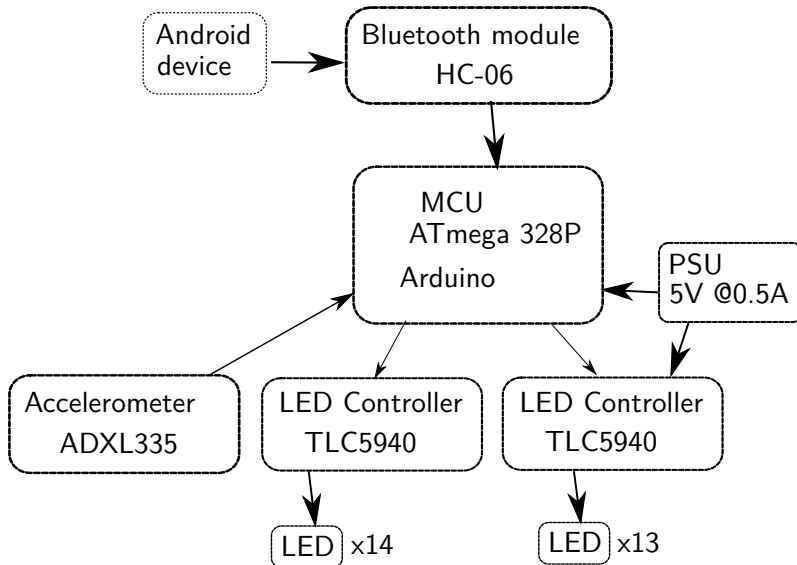 Android
device
Bluetooth module
HC-06
MCU
ATmega 328P
Arduino
PSU
5V @0.5A
Accelerometer
ADXL335
LED Controller
TLC5940
LED Controller
TLC5940
LED x14
LED x13